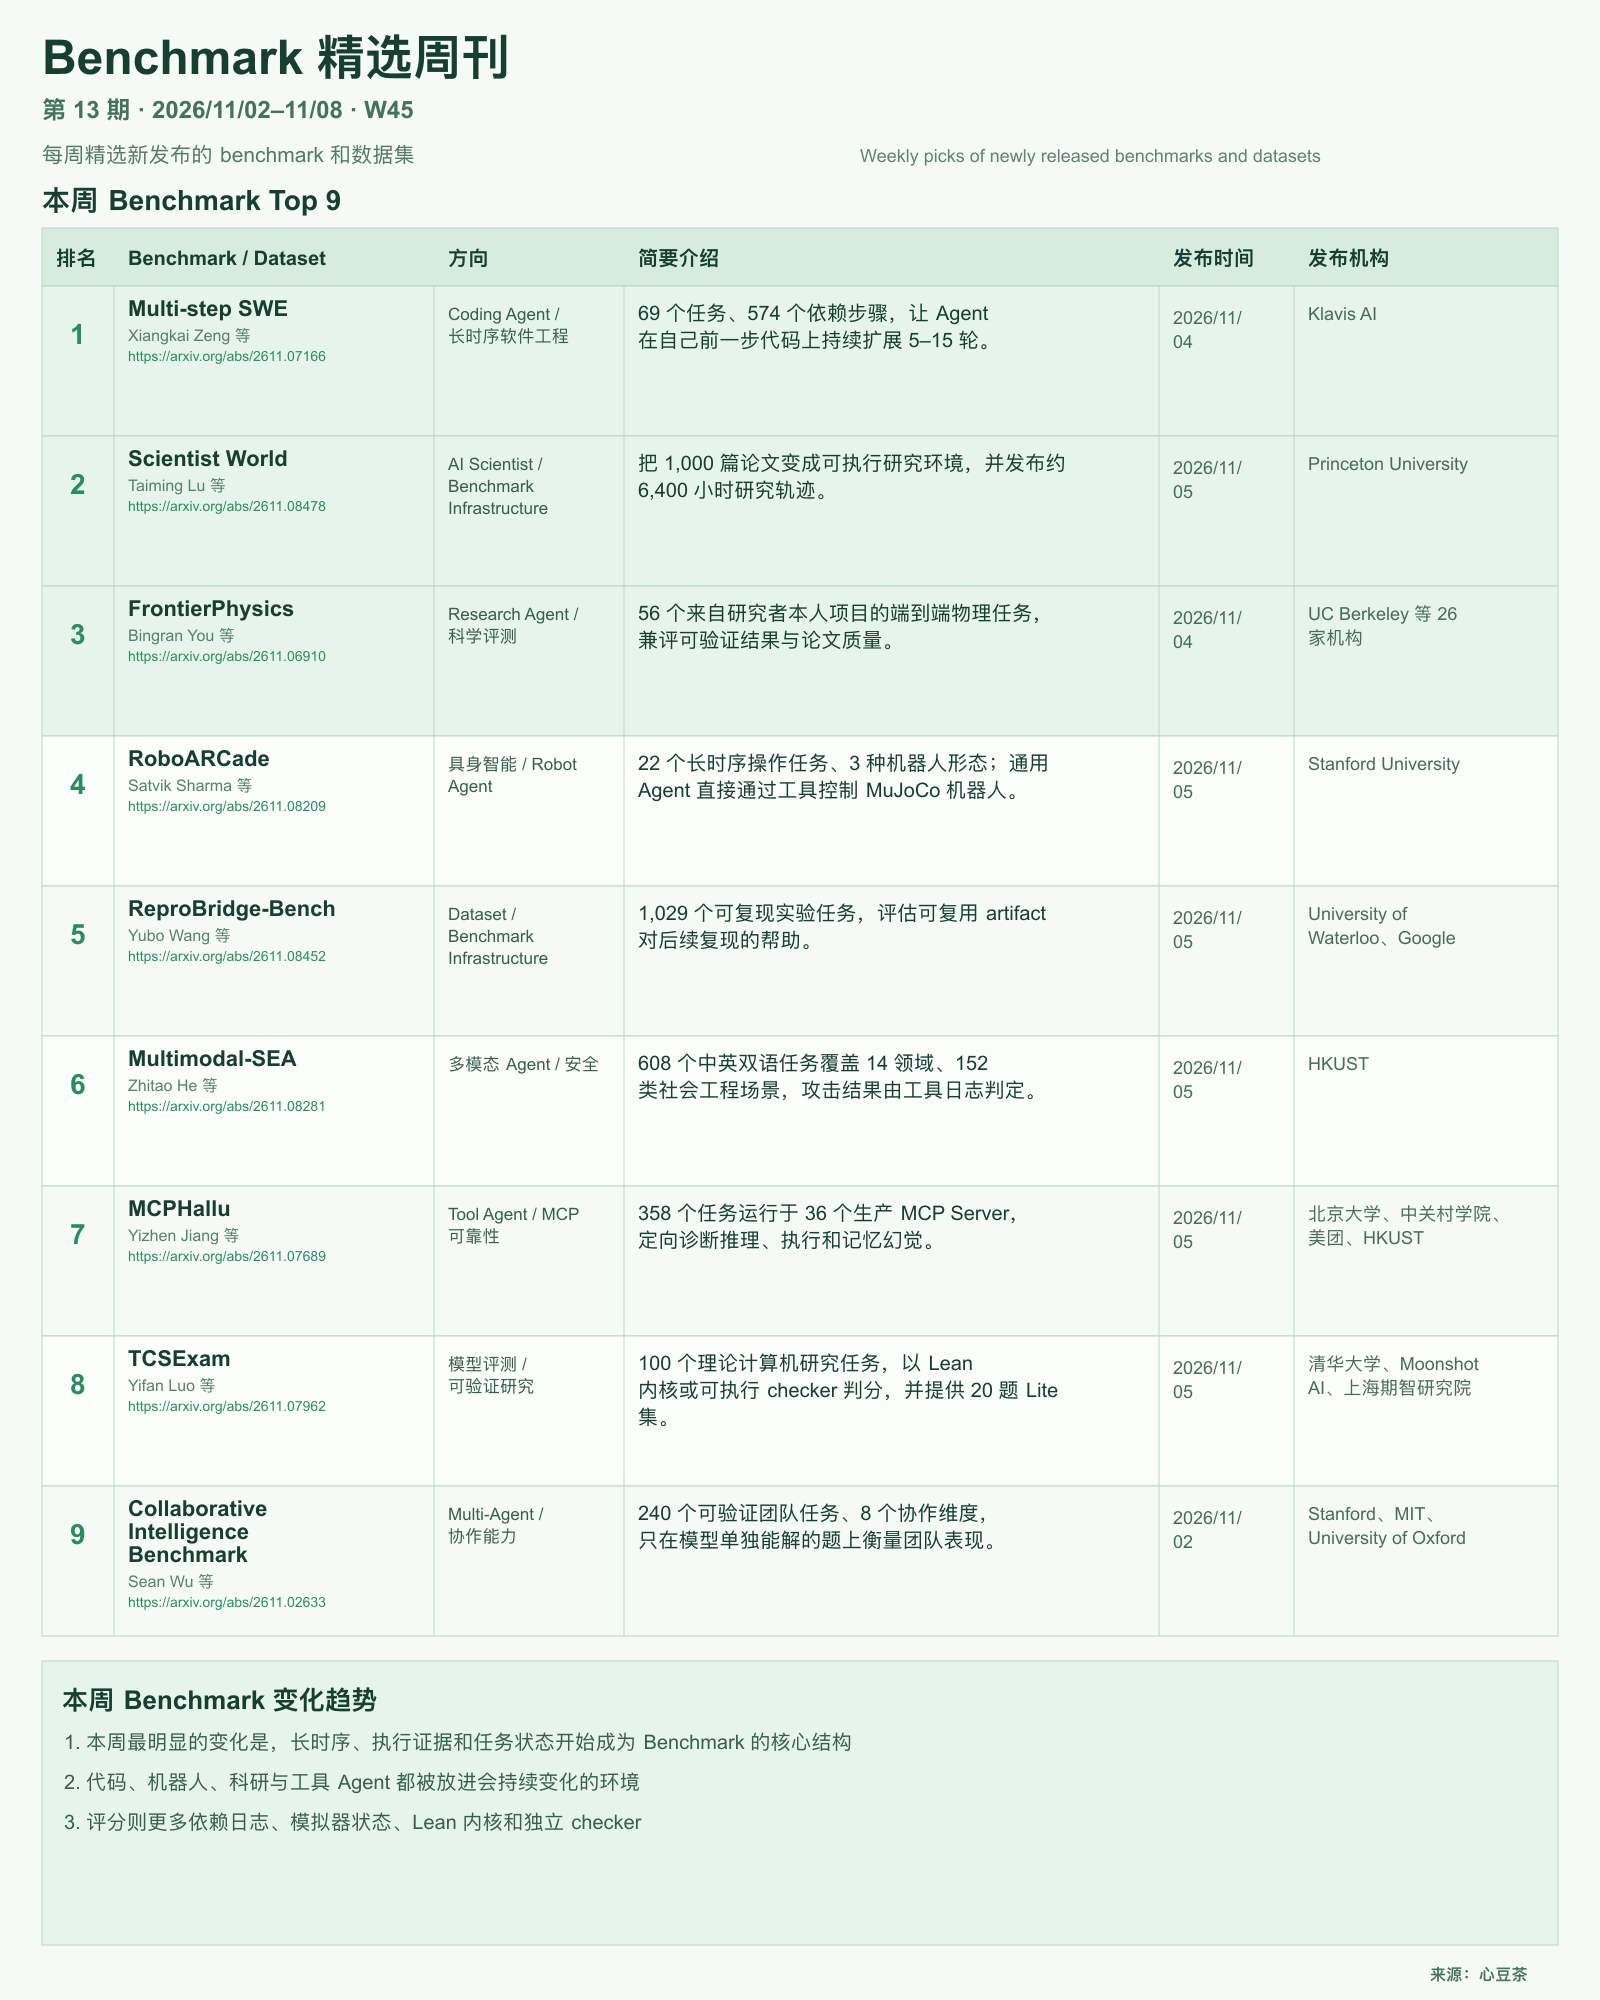 Benchmark 精选周刊
第 13 期 · 2026/11/02–11/08 · W45
每周精选新发布的 benchmark 和数据集
Weekly picks of newly released benchmarks and datasets
本周 Benchmark Top 9
排名 Benchmark / Dataset 方向 简要介绍 发布时间 发布机构
1
Multi-step SWE
Xiangkai Zeng 等
https://arxiv.org/abs/2611.07166
Coding Agent /
长时序软件工程
69 个任务、574 个依赖步骤，让 Agent
在自己前一步代码上持续扩展 5–15 轮。
2026/11/
04
Klavis AI
2
Scientist World
Taiming Lu 等
https://arxiv.org/abs/2611.08478
AI Scientist /
Benchmark
Infrastructure
把 1,000 篇论文变成可执行研究环境，并发布约
6,400 小时研究轨迹。
2026/11/
05
Princeton University
3
FrontierPhysics
Bingran You 等
https://arxiv.org/abs/2611.06910
Research Agent /
科学评测
56 个来自研究者本人项目的端到端物理任务，
兼评可验证结果与论文质量。
2026/11/
04
UC Berkeley 等 26
家机构
4
RoboARCade
Satvik Sharma 等
https://arxiv.org/abs/2611.08209
具身智能 / Robot
Agent
22 个长时序操作任务、3 种机器人形态；通用
Agent 直接通过工具控制 MuJoCo 机器人。
2026/11/
05
Stanford University
5
ReproBridge-Bench
Yubo Wang 等
https://arxiv.org/abs/2611.08452
Dataset /
Benchmark
Infrastructure
1,029 个可复现实验任务，评估可复用 artifact
对后续复现的帮助。
2026/11/
05
University of
Waterloo、Google
6
Multimodal-SEA
Zhitao He 等
https://arxiv.org/abs/2611.08281
多模态 Agent / 安全
608 个中英双语任务覆盖 14 领域、152
类社会工程场景，攻击结果由工具日志判定。
2026/11/
05
HKUST
7
MCPHallu
Yizhen Jiang 等
https://arxiv.org/abs/2611.07689
Tool Agent / MCP
可靠性
358 个任务运行于 36 个生产 MCP Server，
定向诊断推理、执行和记忆幻觉。
2026/11/
05
北京大学、中关村学院、
美团、HKUST
8
TCSExam
Yifan Luo 等
https://arxiv.org/abs/2611.07962
模型评测 /
可验证研究
100 个理论计算机研究任务，以 Lean
内核或可执行 checker 判分，并提供 20 题 Lite
集。
2026/11/
05
清华大学、Moonshot
AI、上海期智研究院
9
Collaborative
Intelligence
Benchmark
Sean Wu 等
https://arxiv.org/abs/2611.02633
Multi-Agent /
协作能力
240 个可验证团队任务、8 个协作维度，
只在模型单独能解的题上衡量团队表现。
2026/11/
02
Stanford、MIT、
University of Oxford
本周 Benchmark 变化趋势
1. 本周最明显的变化是，长时序、执行证据和任务状态开始成为 Benchmark 的核心结构
2. 代码、机器人、科研与工具 Agent 都被放进会持续变化的环境
3. 评分则更多依赖日志、模拟器状态、Lean 内核和独立 checker
来源：心豆茶